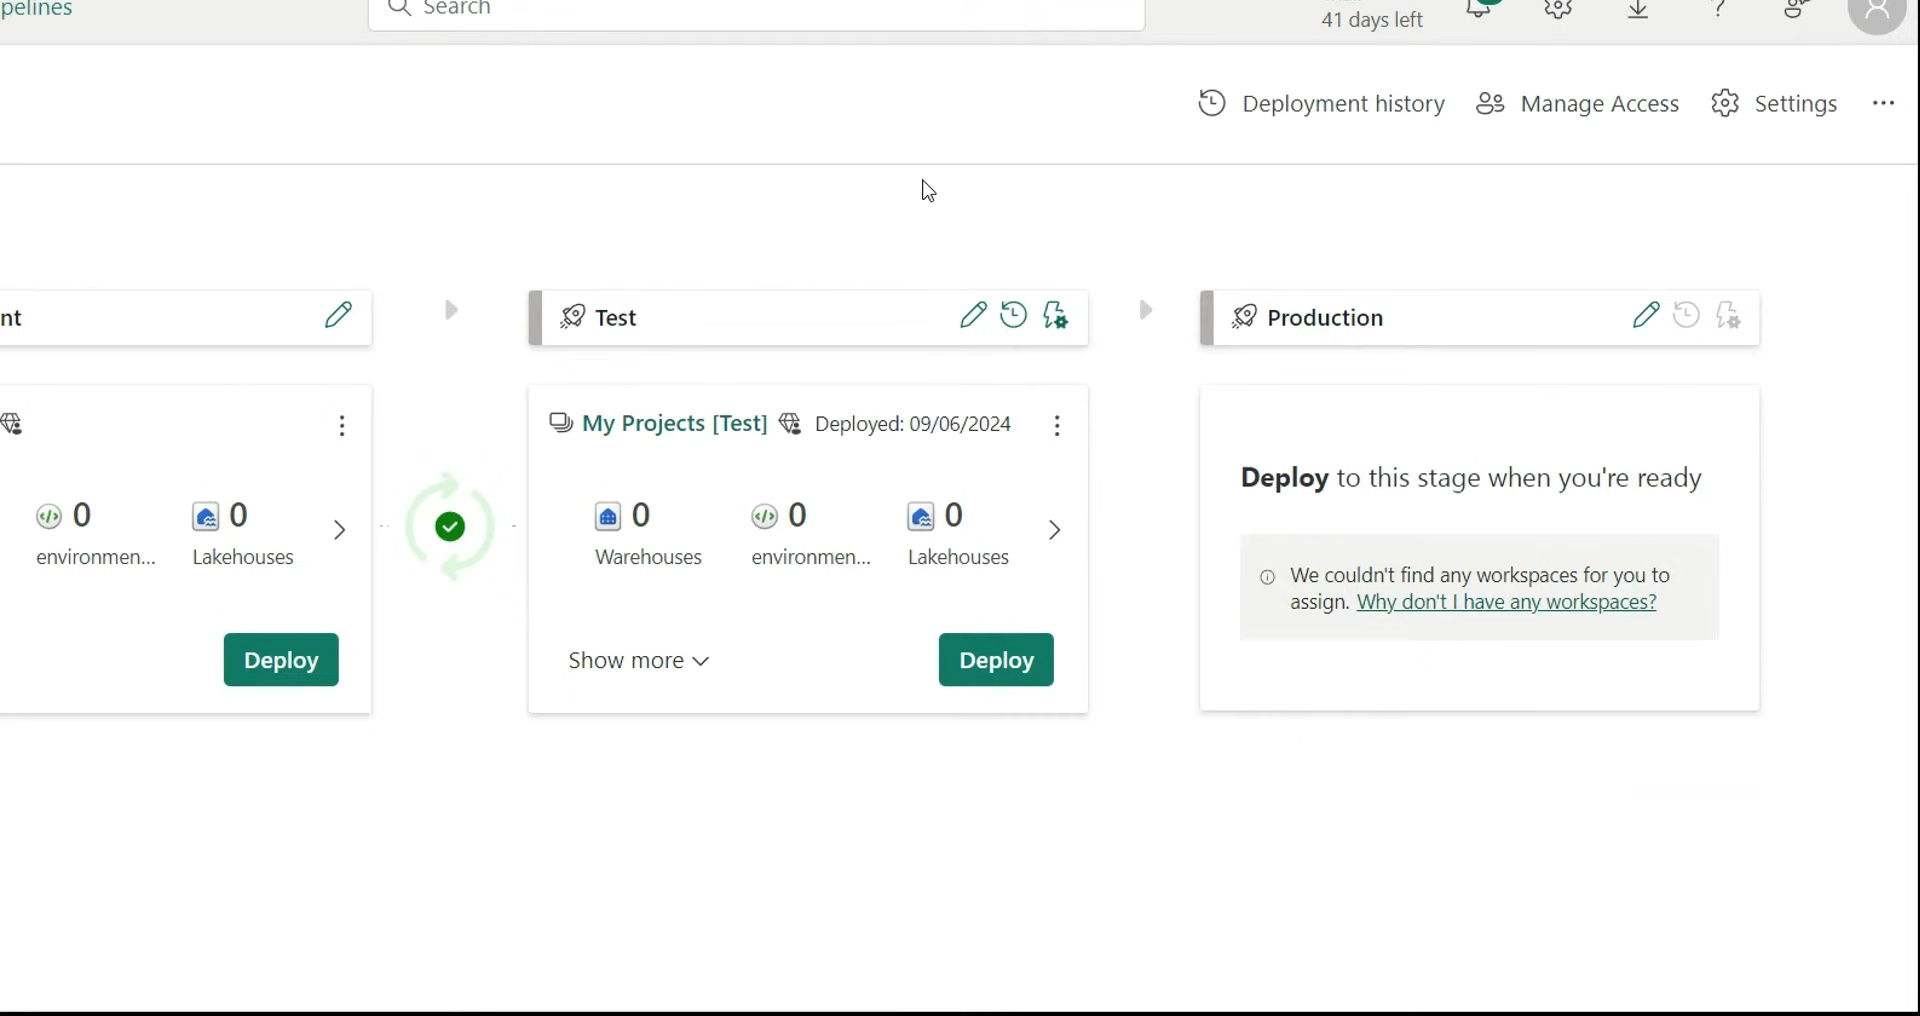 pelines
Search
41 days left
Deployment history
Manage Access
Settings
nt
Test
Production
My Projects [Test]
Deployed: 09/06/2024
0
environmen...
0
Lakehouses
0
Warehouses
0
environmen...
0
Lakehouses
Deploy
Show more
Deploy
Deploy to this stage when you're ready
We couldn't find any workspaces for you to
assign. Why don't I have any workspaces?